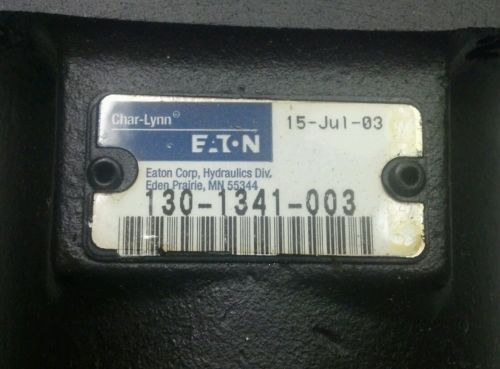 Char-Lynn®
EATON
15-Jul-03
Eaton Corp, Hydraulics Div.
Eden Prairie, MN 55344
130-1341-003